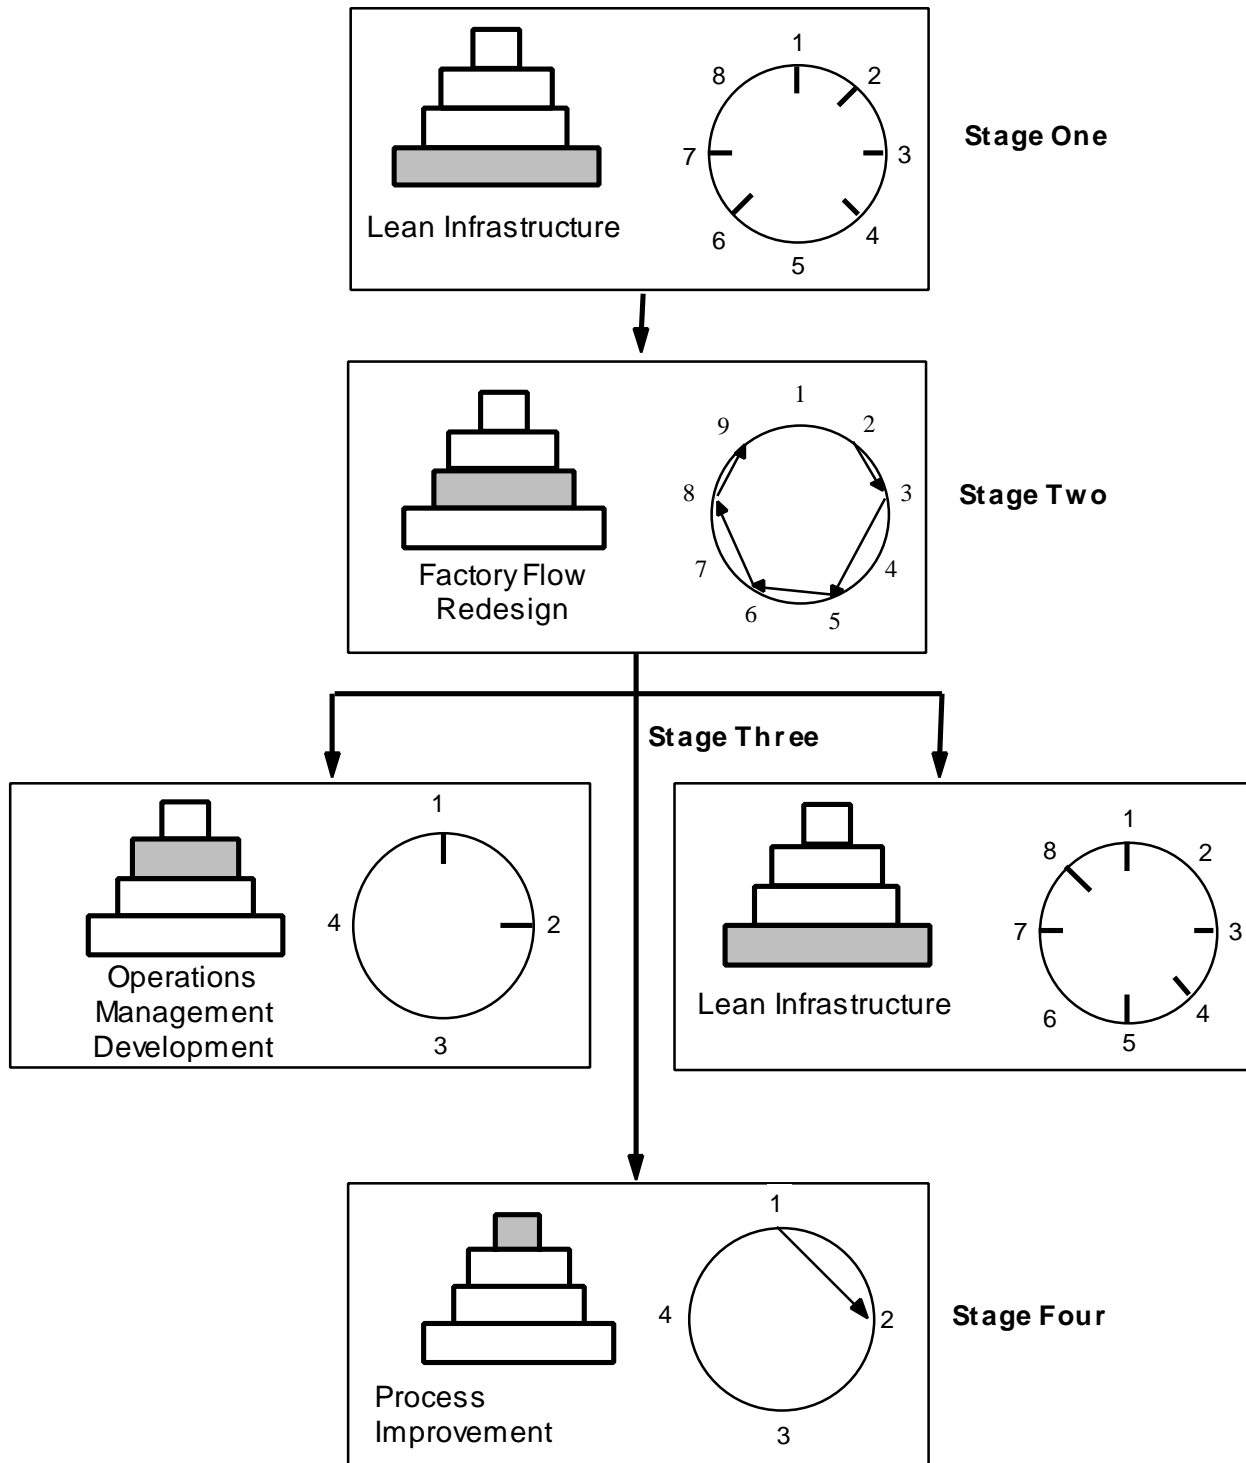 1
8
2
Stage One
7
3
Lean Infrastructure
6
4
5
1
9
2
8
3
Stage Two
Factory Flow
Redesign
7
4
6
5
Stage Three
1
4
2
Operations
Management
Development
3
1
8
2
7
3
Lean Infrastructure
6
4
5
1
4
2
Stage Four
Process
Improvement
3